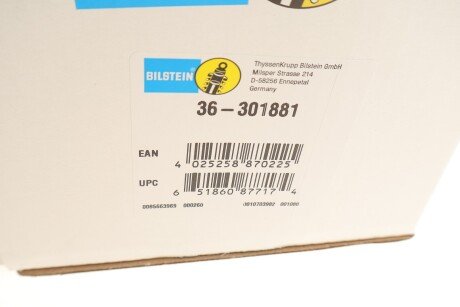 BILSTEIN
ThyssenKrupp Bilstein GmbH
Milsper Strasse 214
D-58256 Ennepetal
Germany
36-301881
EAN
4 025258 870225
UPC
6 51860 87717 4